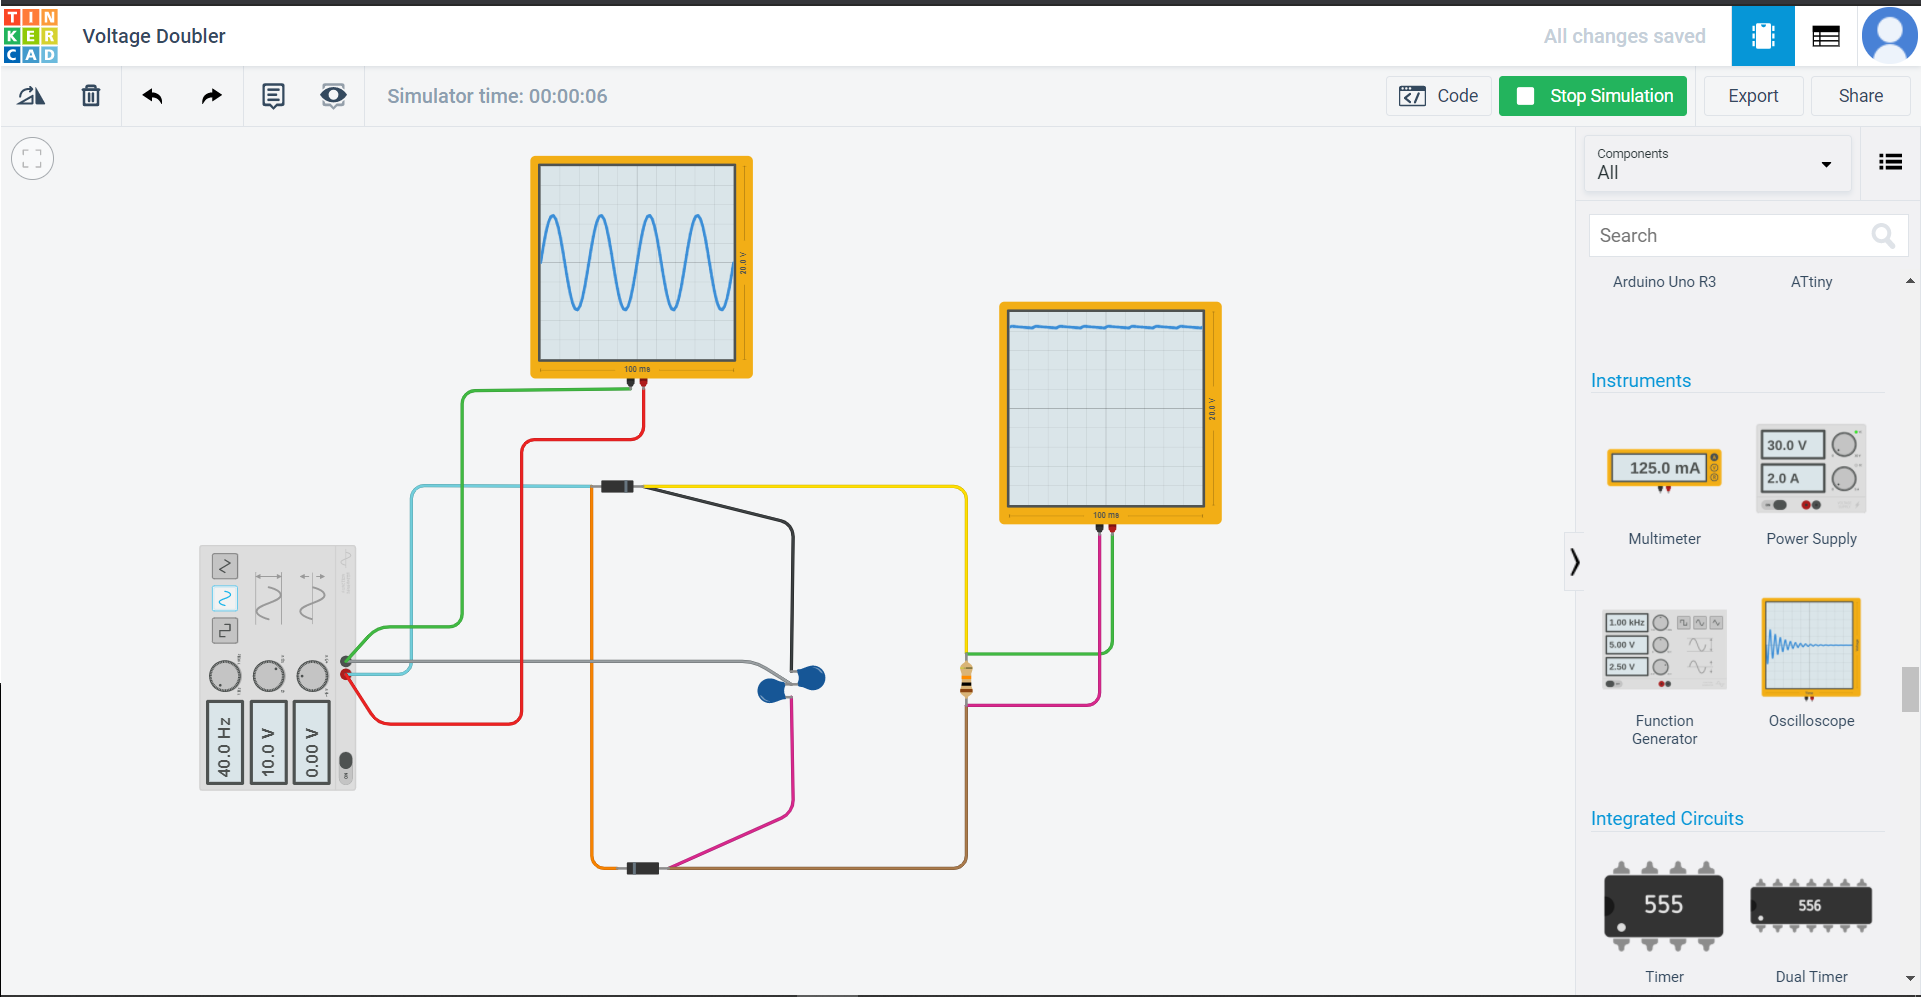 TIN
KER
CAD
Voltage Doubler
All changes saved
Simulator time: 00:00:06
Code
Stop Simulation
Export
Share
Components
All
Search
Arduino Uno R3
ATtiny
20.0 V
100 ms
20.0 V
100 ms
40.0 Hz
10.0 V
0.00 V
Instruments
125.0 mA
30.0 V
2.0 A
Multimeter
Power Supply
1.00 kHz
5.00 V
2.50 V
Function
Generator
Oscilloscope
Integrated Circuits
555
556
Timer
Dual Timer